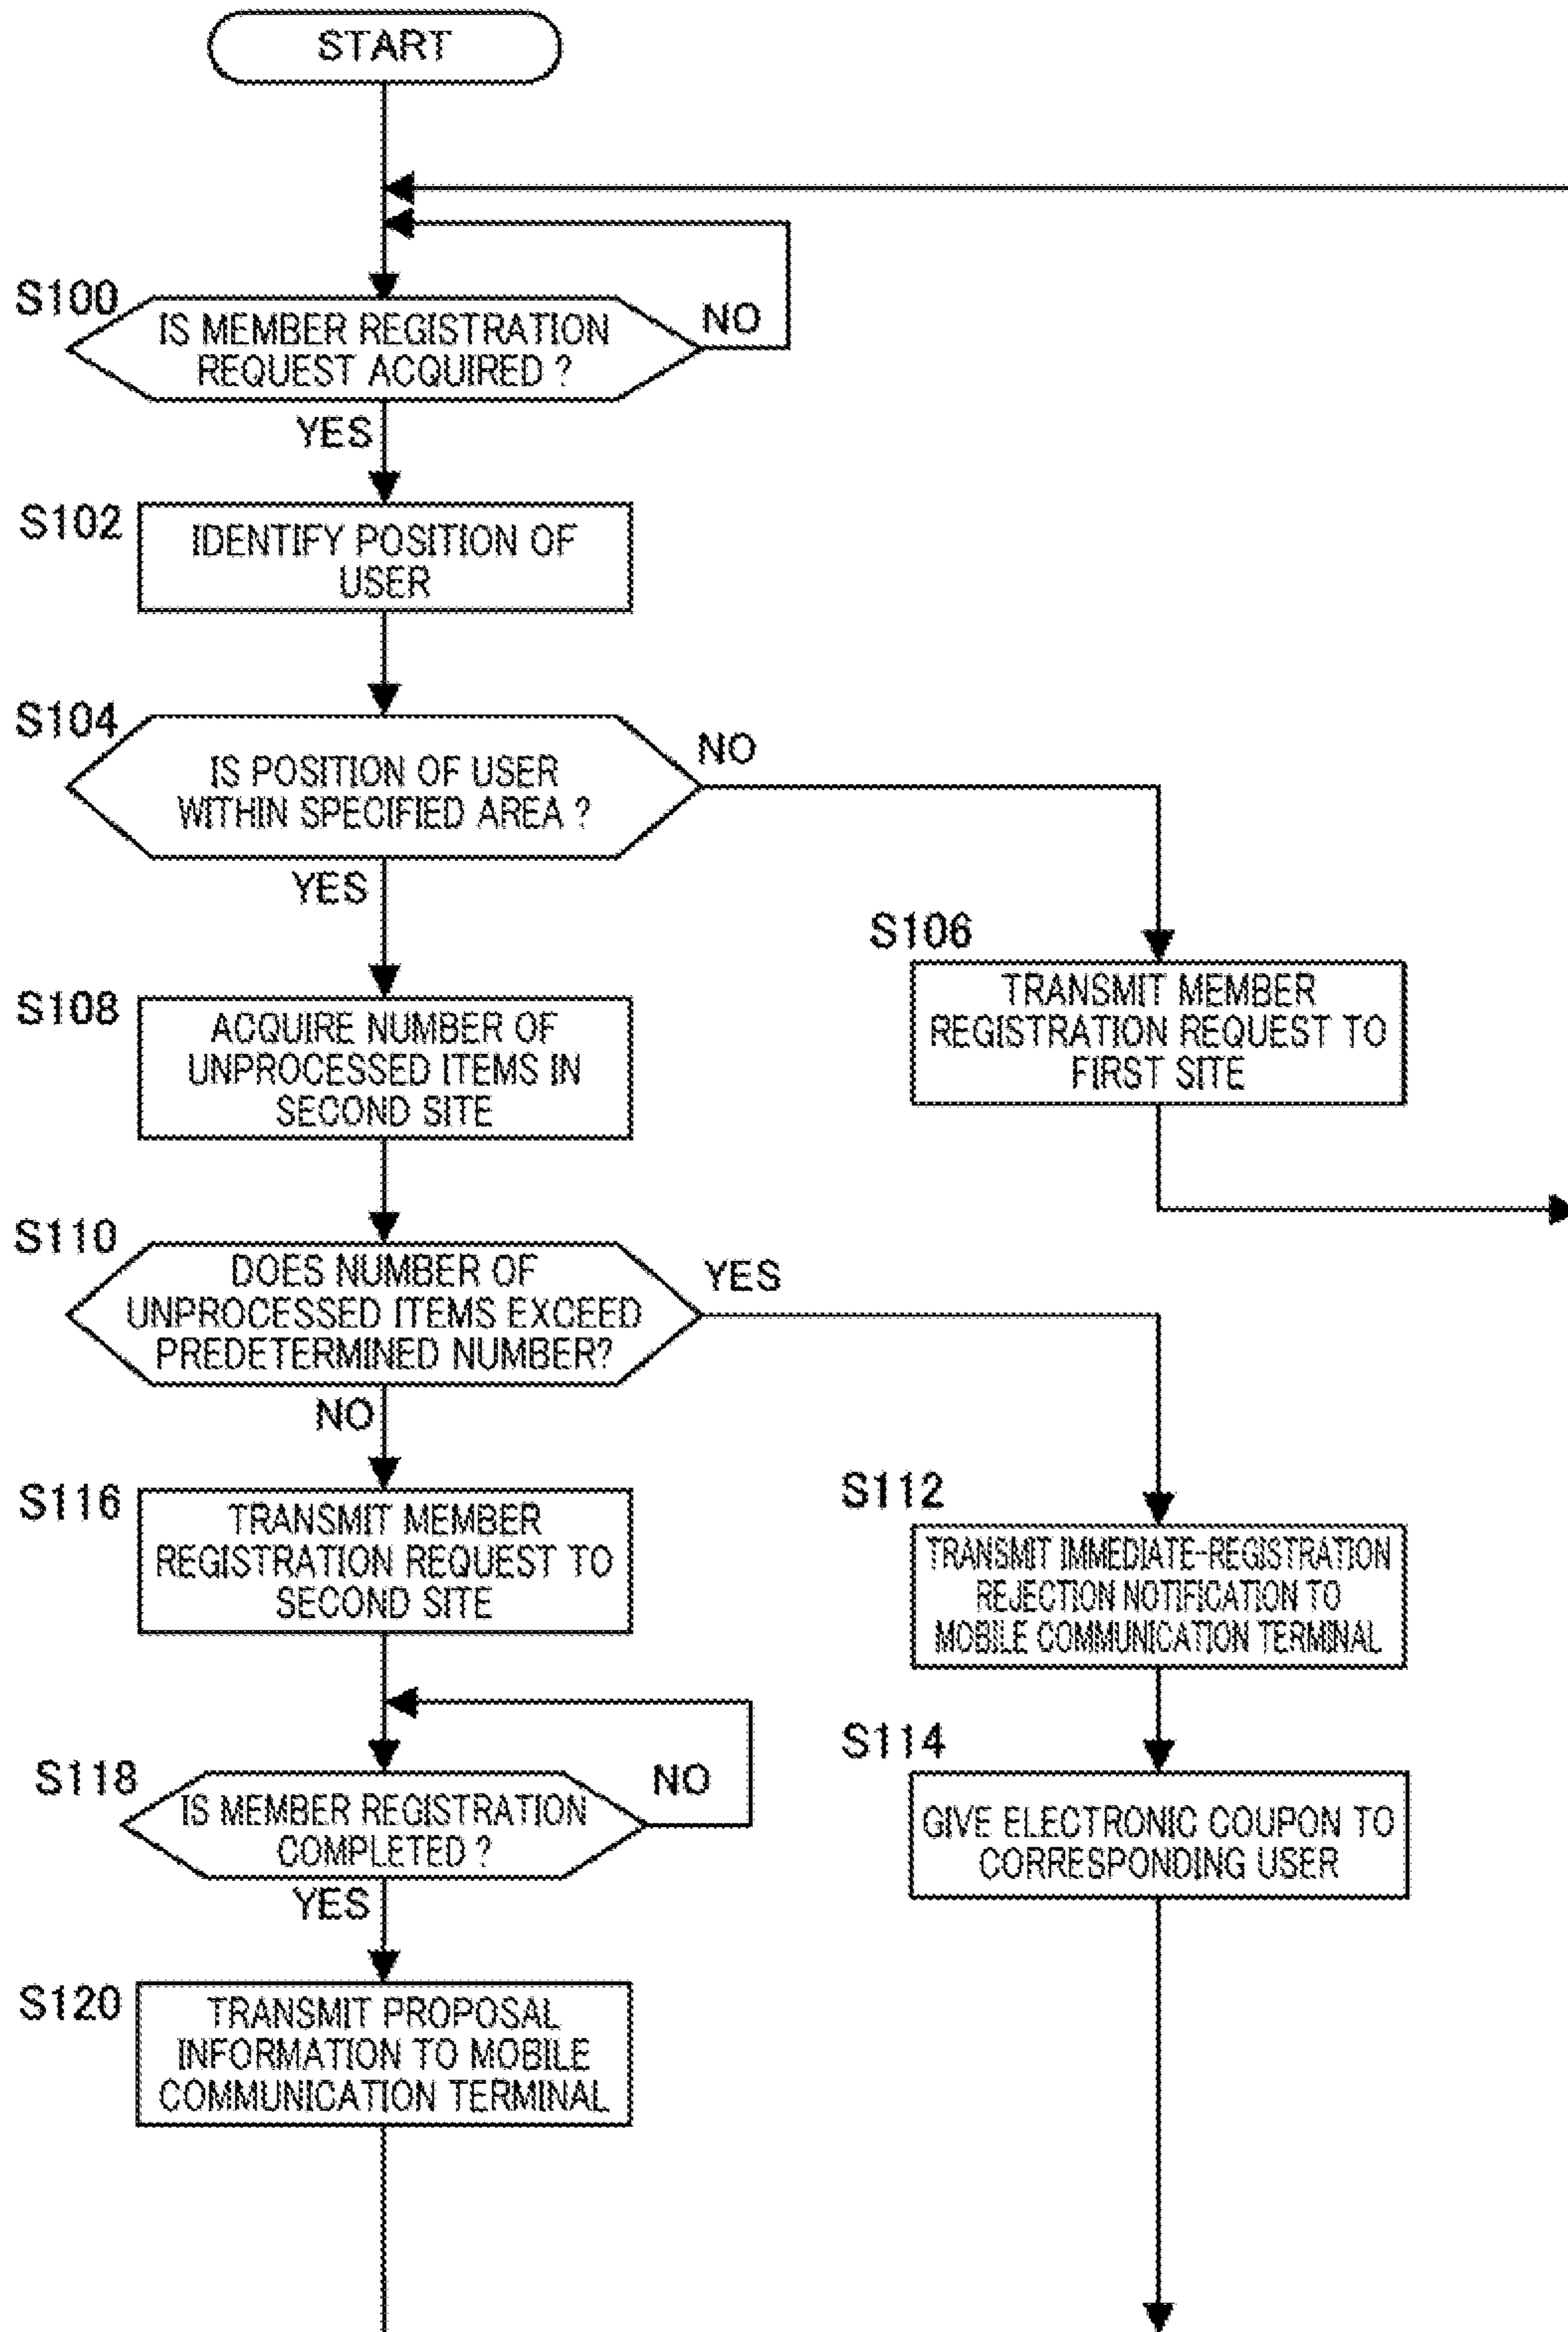 START
S100
IS MEMBER REGISTRATION
REQUEST ACQUIRED ?
NO
YES
S102
IDENTIFY POSITION OF
USER
S104
IS POSITION OF USER
WITHIN SPECIFIED AREA ?
NO
YES
S106
TRANSMIT MEMBER
REGISTRATION REQUEST TO
FIRST SITE
S108
ACQUIRE NUMBER OF
UNPROCESSED ITEMS IN
SECOND SITE
S110
DOES NUMBER OF
UNPROCESSED ITEMS EXCEED
PREDETERMINED NUMBER?
YES
NO
S112
TRANSMIT IMMEDIATE-REGISTRATION
REJECTION NOTIFICATION TO
MOBILE COMMUNICATION TERMINAL
S116
TRANSMIT MEMBER
REGISTRATION REQUEST TO
SECOND SITE
S114
GIVE ELECTRONIC COUPON TO
CORRESPONDING USER
S118
IS MEMBER REGISTRATION
COMPLETED ?
NO
YES
S120
TRANSMIT PROPOSAL
INFORMATION TO MOBILE
COMMUNICATION TERMINAL